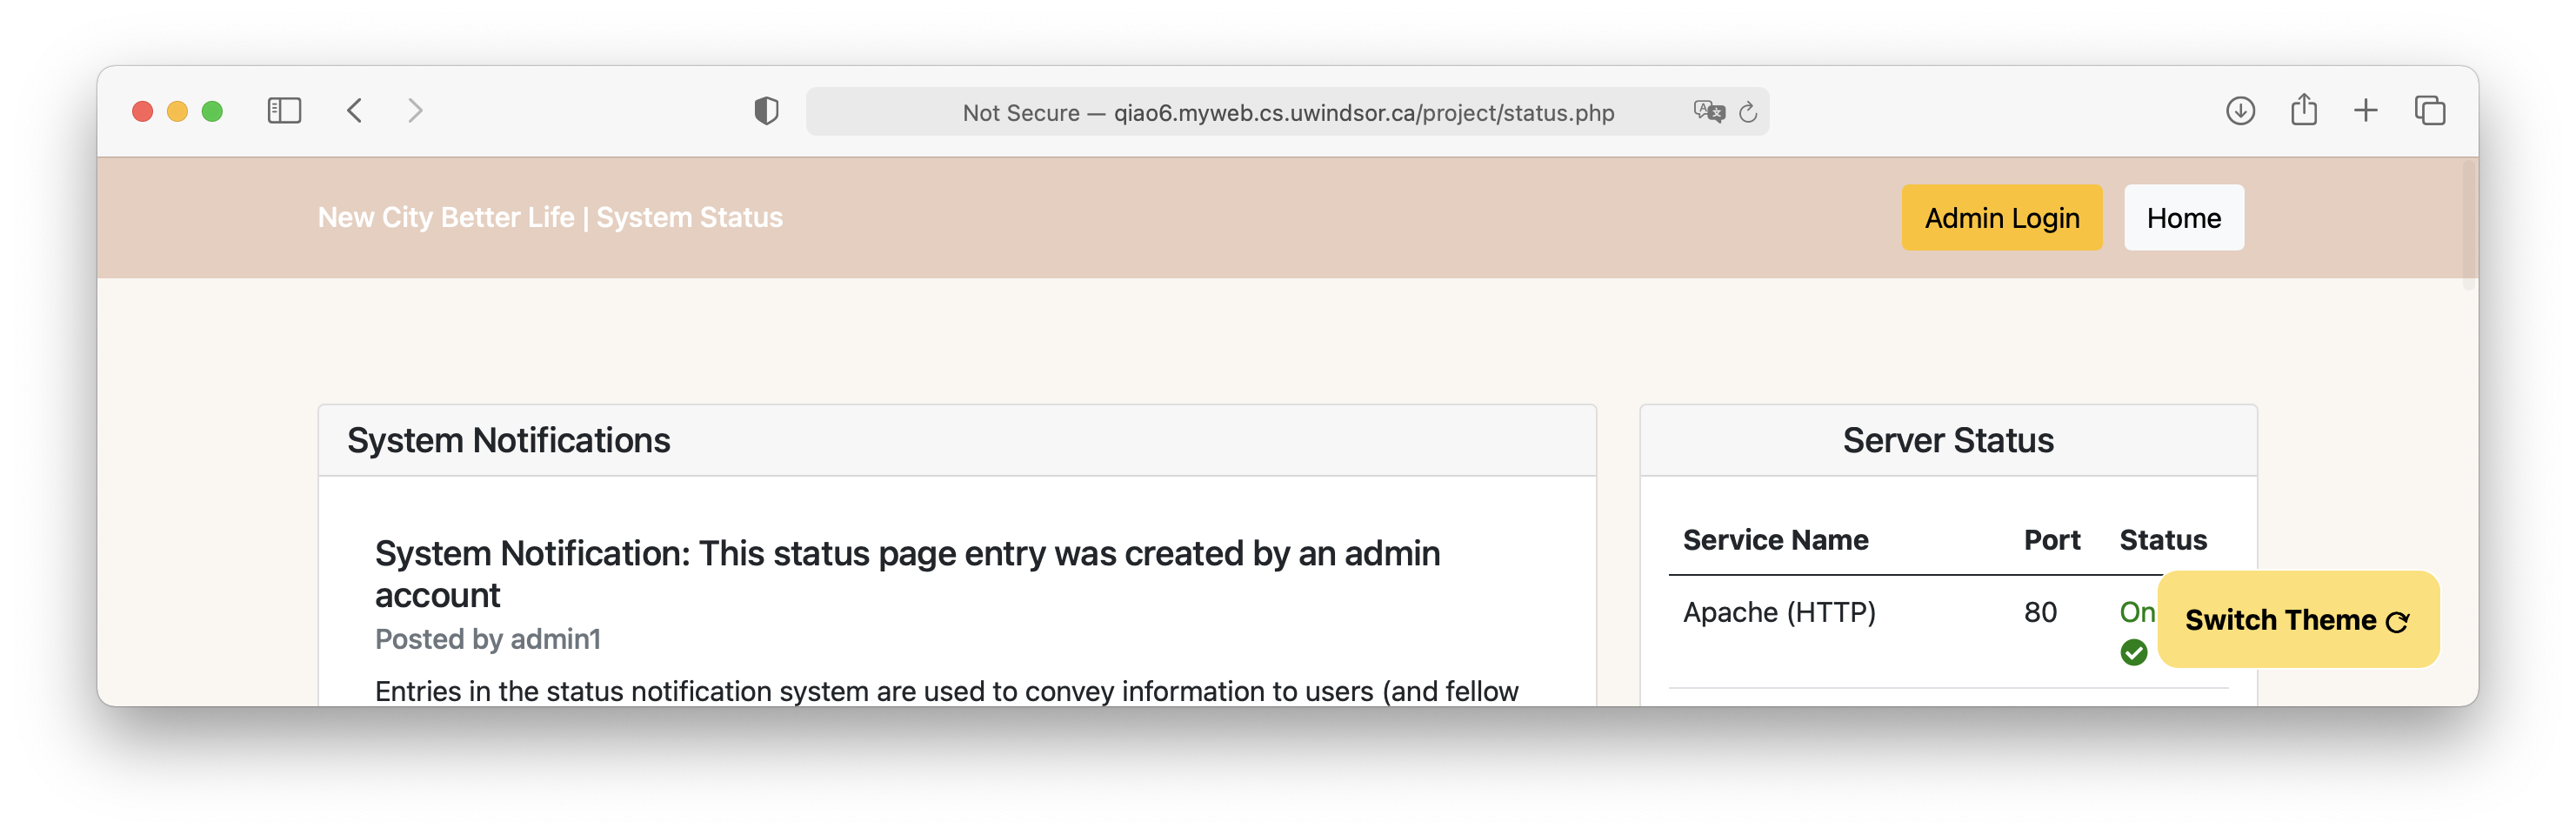 Not Secure — qiao6.myweb.cs.uwindsor.ca/project/status.php
New City Better Life | System Status
Admin Login
Home
System Notifications
System Notification: This status page entry was created by an admin
account
Posted by admin1
Entries in the status notification system are used to convey information to users (and fellow
Server Status
Service Name Port Status
Apache (HTTP) 80 On
Switch Theme